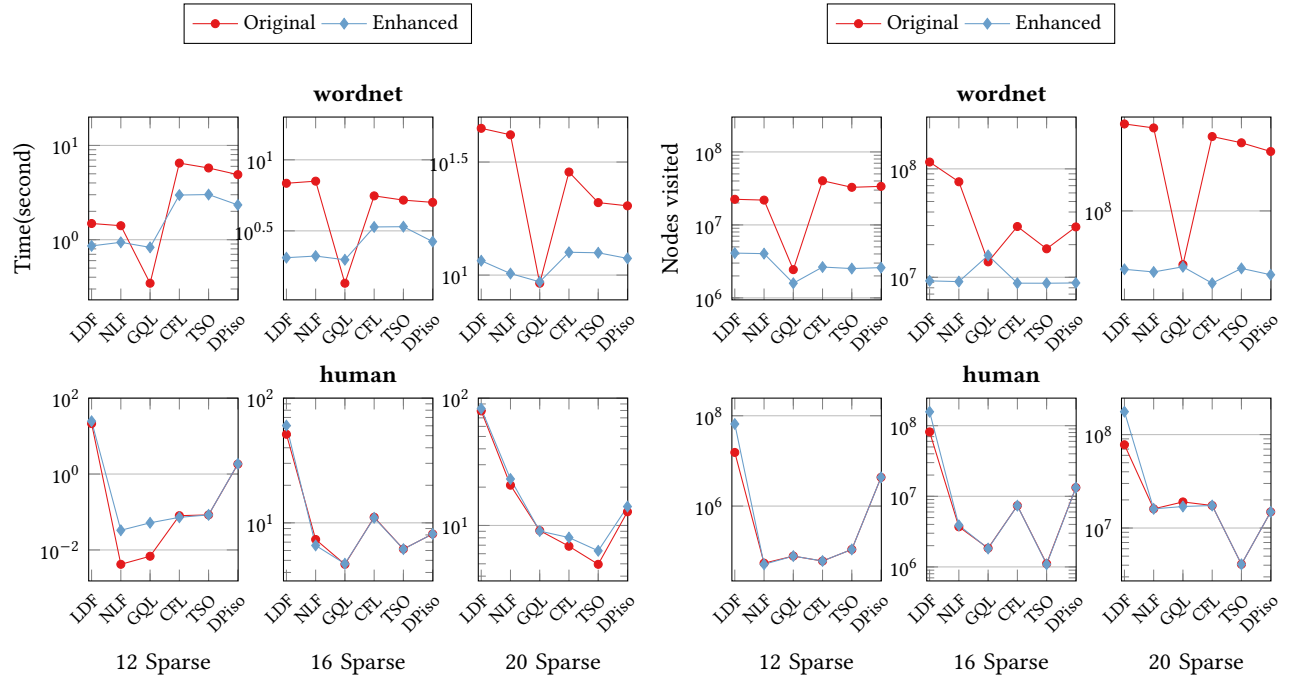 Original Enhanced
Original Enhanced
wordnet
wordnet
Time(second)
10^1
10^0
10^1
10^0.5
10^1.5
10^1
Nodes visited
10^8
10^7
10^6
10^8
10^7
10^8
LDF NLF GQL CFL TSO DPiso
LDF NLF GQL CFL TSO DPiso
LDF NLF GQL CFL TSO DPiso
LDF NLF GQL CFL TSO DPiso
LDF NLF GQL CFL TSO DPiso
LDF NLF GQL CFL TSO DPiso
human
human
10^2
10^0
10^−2
10^2
10^1
10^2
10^1
10^8
10^6
10^8
10^7
10^6
10^8
10^7
LDF NLF GQL CFL TSO DPiso
LDF NLF GQL CFL TSO DPiso
LDF NLF GQL CFL TSO DPiso
LDF NLF GQL CFL TSO DPiso
LDF NLF GQL CFL TSO DPiso
LDF NLF GQL CFL TSO DPiso
12 Sparse
16 Sparse
20 Sparse
12 Sparse
16 Sparse
20 Sparse